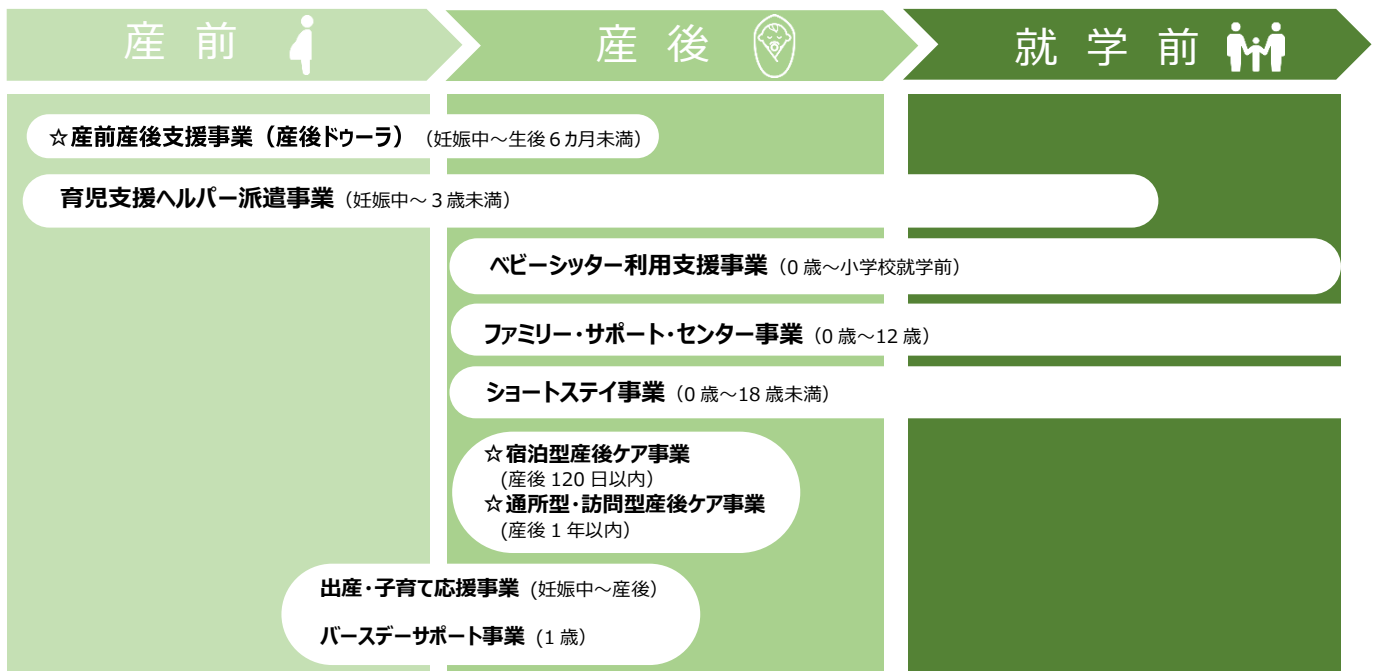 産前
産後
就学前
☆産前産後支援事業（産後ドゥーラ）（妊娠中～生後６カ月未満）
育児支援ヘルパー派遣事業（妊娠中～３歳未満）
ベビーシッター利用支援事業（0 歳～小学校就学前）
ファミリー・サポート・センター事業（0 歳～12 歳）
ショートステイ事業（0 歳～18 歳未満）
☆宿泊型産後ケア事業
(産後 120 日以内）
☆通所型・訪問型産後ケア事業
(産後 1 年以内）
出産・子育て応援事業 (妊娠中～産後）
バースデーサポート事業 (1 歳）